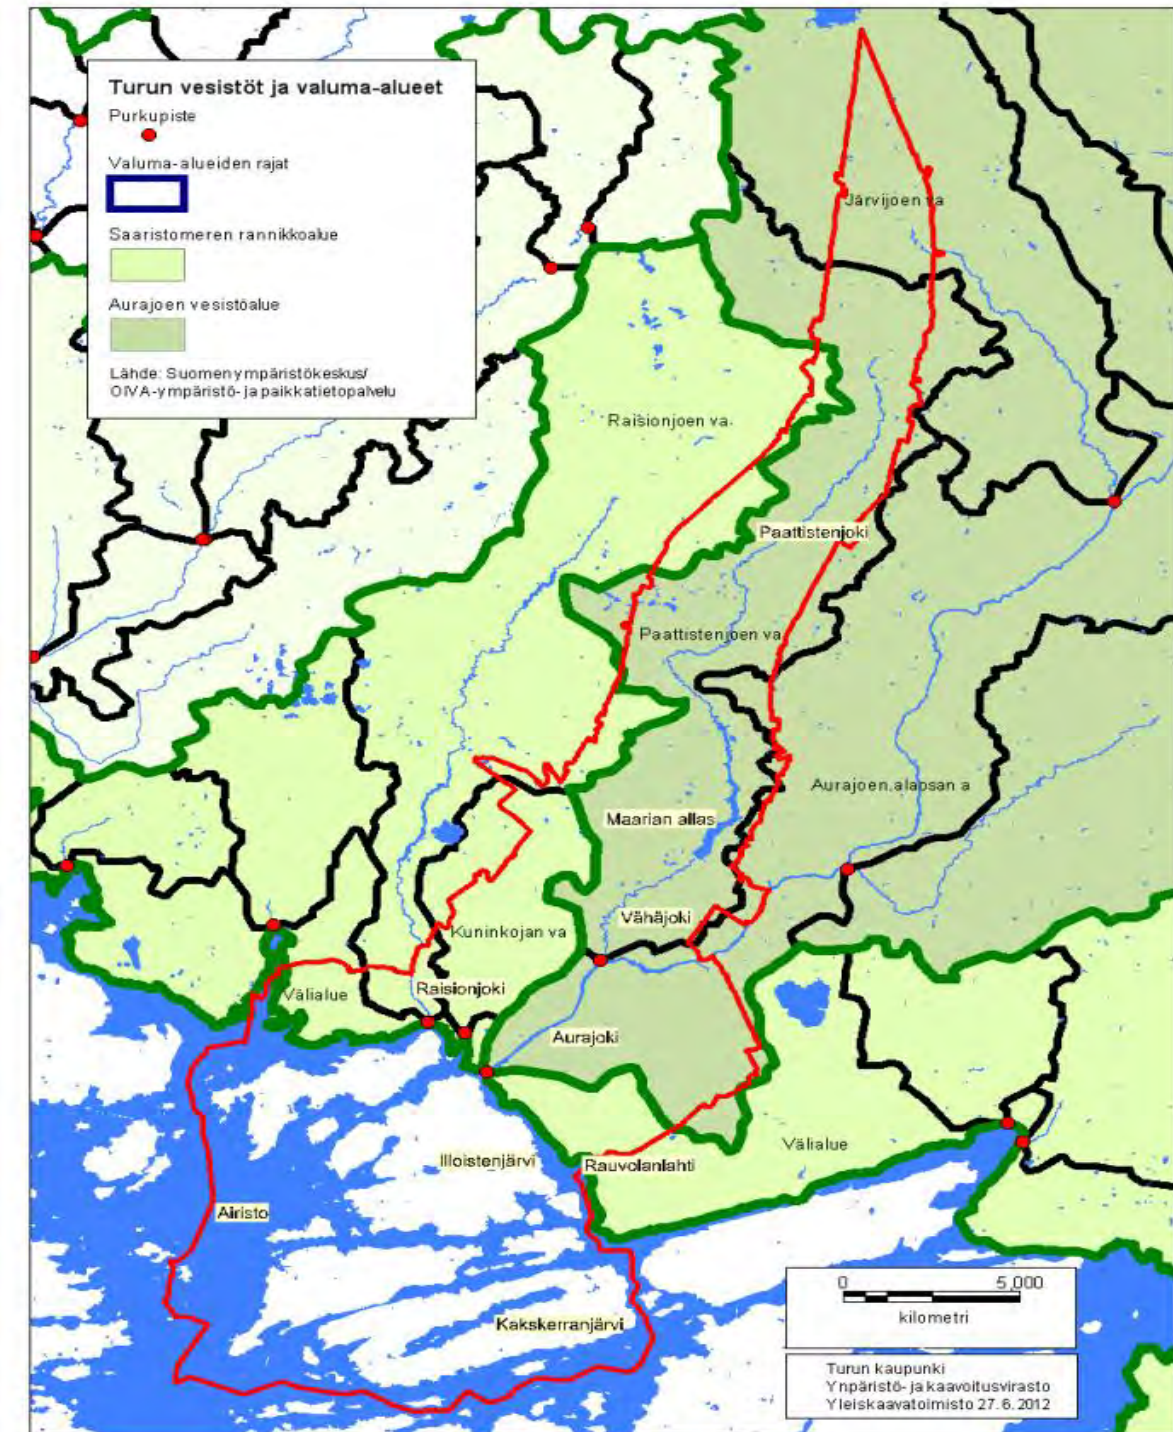 Turun vesistöt ja valuma-alueet
Purkupiste
Valuma-alueiden rajat
Saaristomeren rannikkoalue
Aurajoen vesistöalue
Lähde: Suomen ympäristökeskus/
OIVA-ympäristö- ja paikkatietopalvelu
Järvijoen va
Raisionjoen va.
Paattistenjoki
Paattistenjoen va
Aurajoen.alaosan a
Maarian allas
Vähäjoki
Kuninkojan va
Raisionjoki
Välialue
Aurajoki
Välialue
Illoistenjärvi
Rauvolanlahti
Airisto
Kakskerranjärvi
0 5,000
kilometri
Turun kaupunki
Ynpäristö- ja kaavoitusvirasto
Yleiskaavatoimisto 27.6.2012